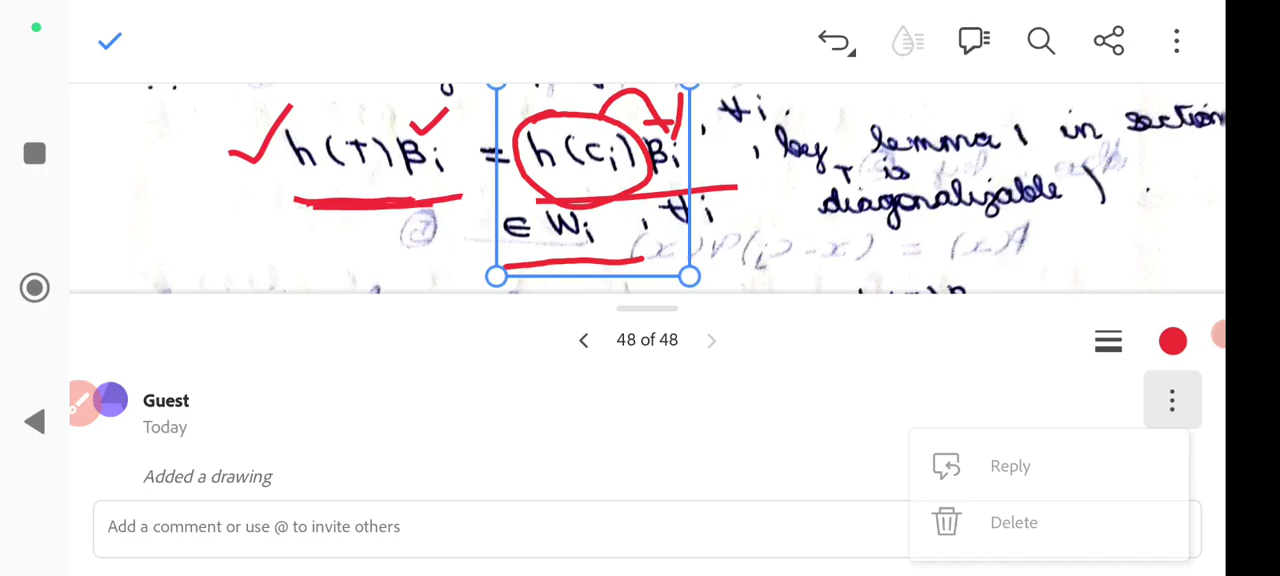 h(T)βi = h(ci)βi, ∀i, by lemma 1 in section
T is
∈ Wi, ∀i diagonalizable)
48 of 48
Guest
Today
Added a drawing
Reply
Add a comment or use @ to invite others
Delete